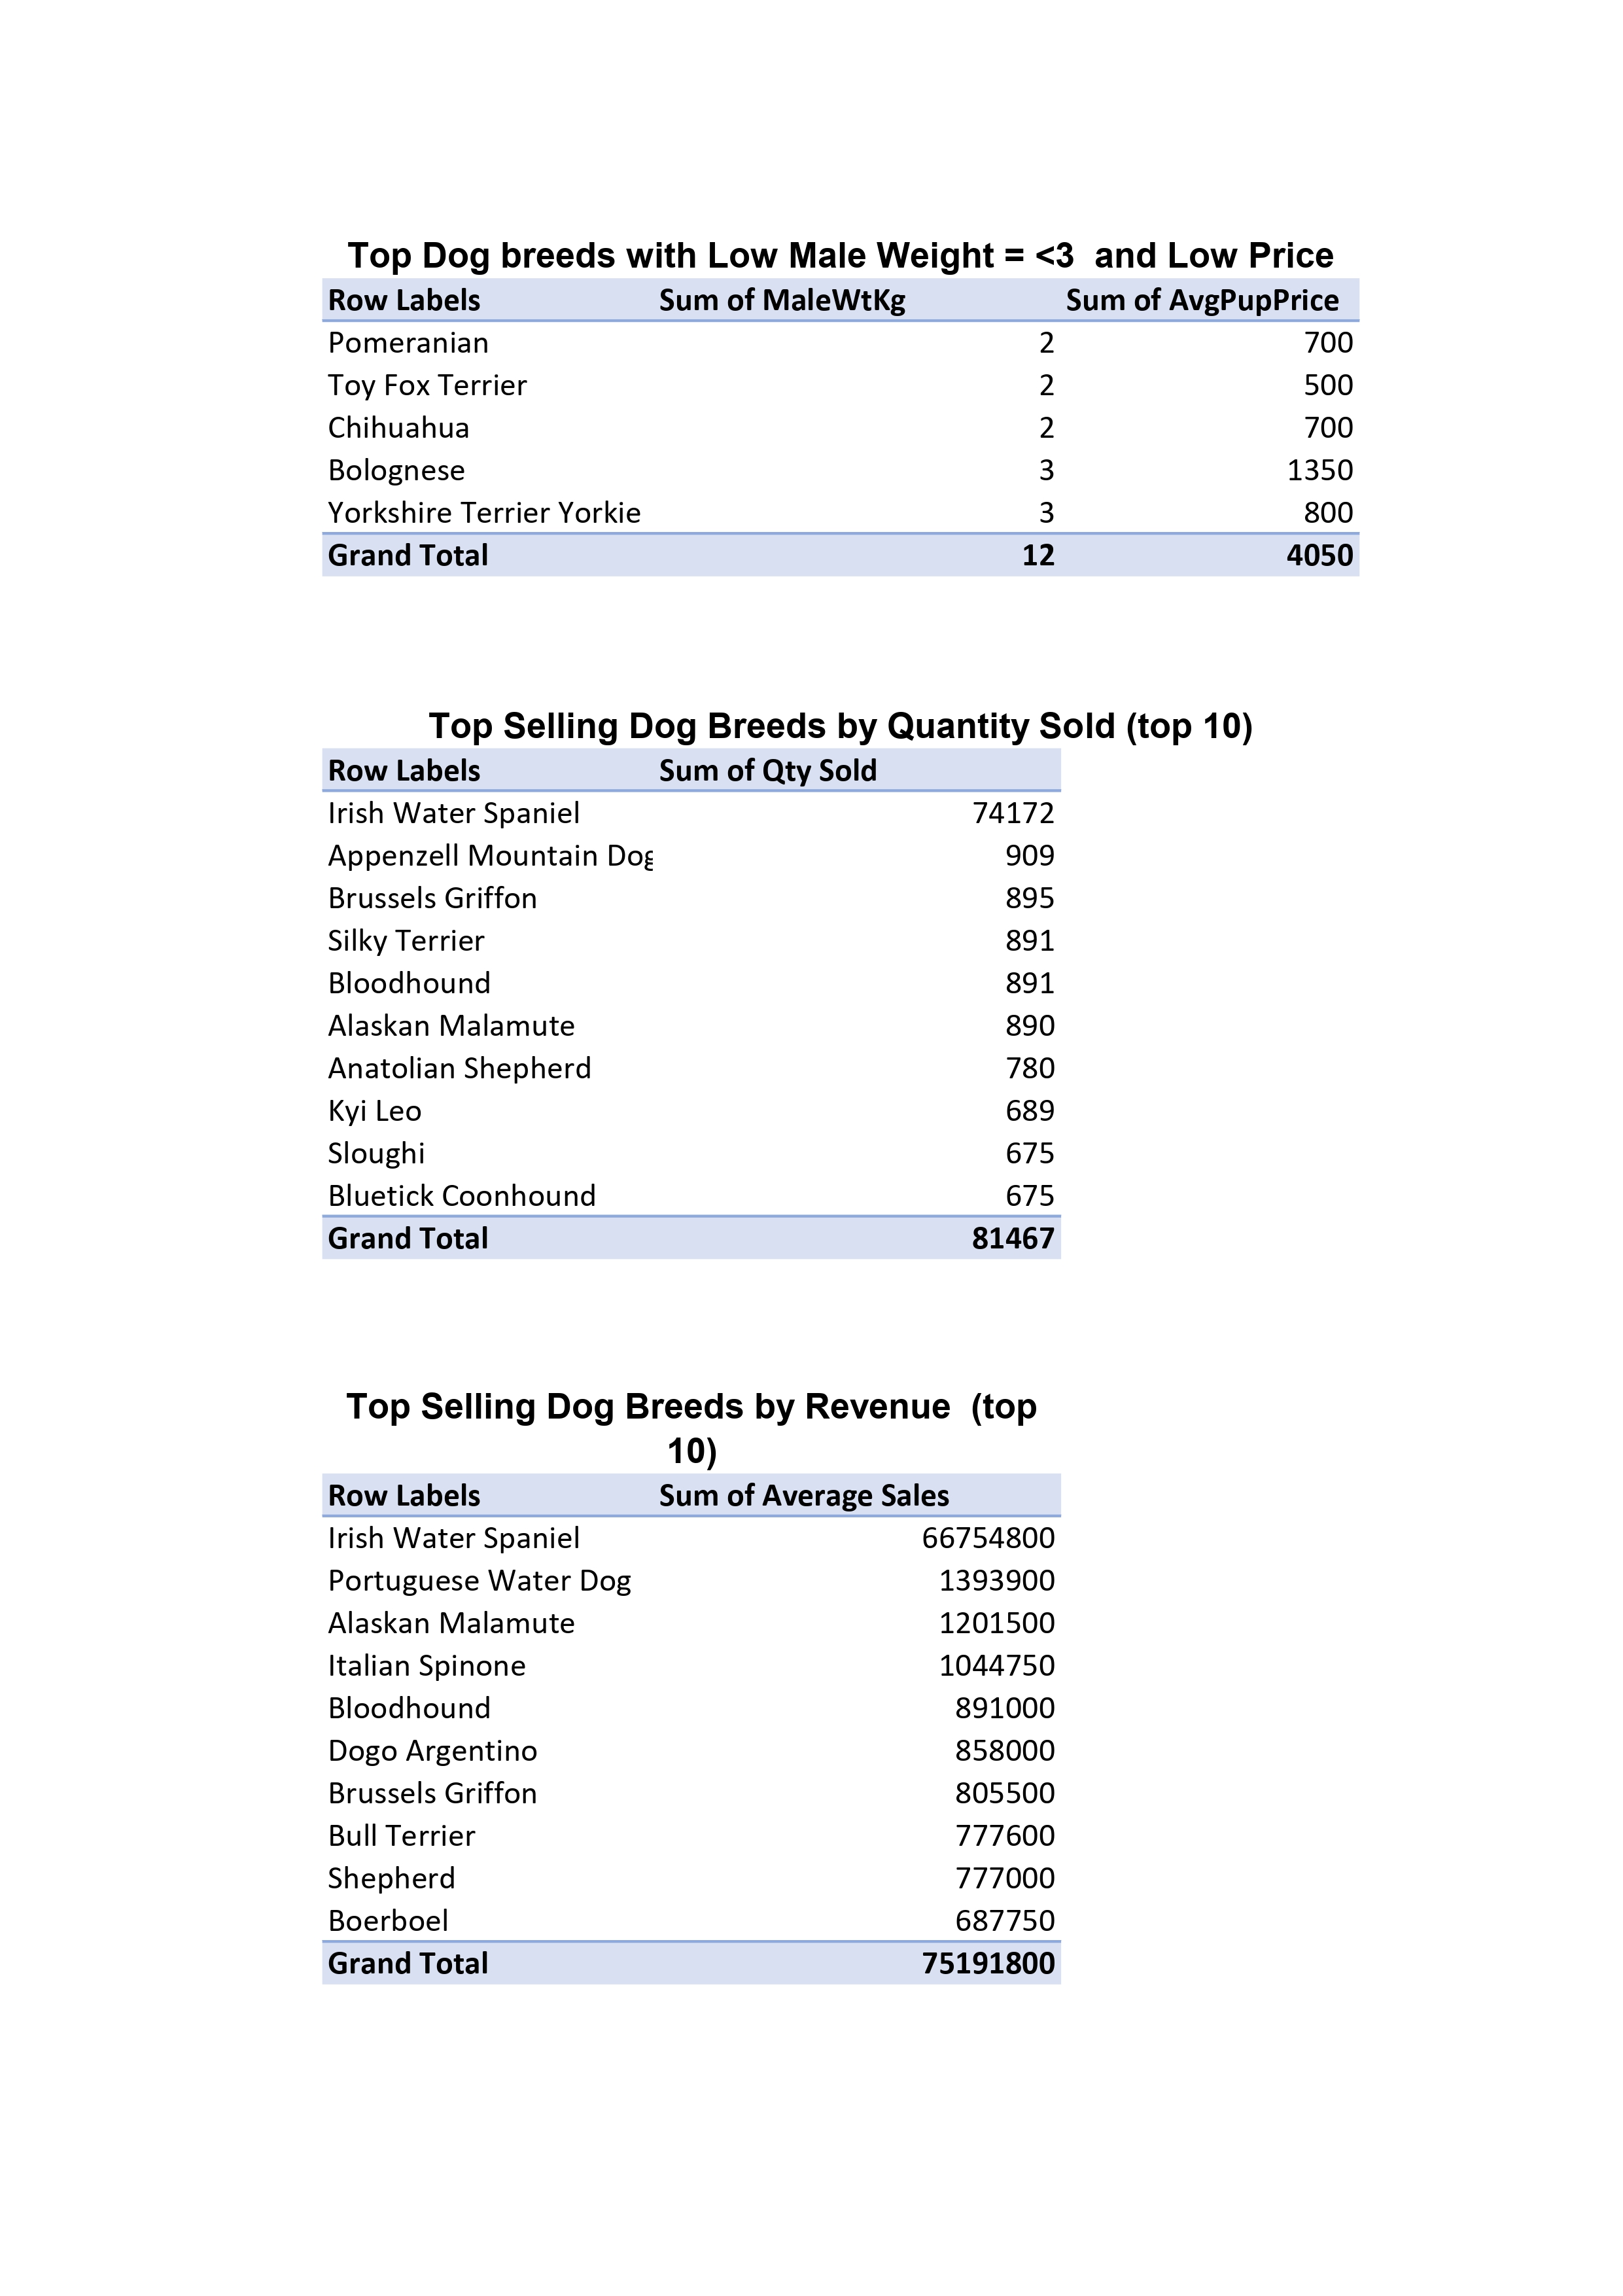 Top Dog breeds with Low Male Weight = <3  and Low Price
Row Labels Sum of MaleWtKg Sum of AvgPupPrice
Pomeranian 2 700
Toy Fox Terrier 2 500
Chihuahua 2 700
Bolognese 3 1350
Yorkshire Terrier Yorkie 3 800
Grand Total 12 4050
Top Selling Dog Breeds by Quantity Sold (top 10)
Row Labels Sum of Qty Sold
Irish Water Spaniel 74172
Appenzell Mountain Dog 909
Brussels Griffon 895
Silky Terrier 891
Bloodhound 891
Alaskan Malamute 890
Anatolian Shepherd 780
Kyi Leo 689
Sloughi 675
Bluetick Coonhound 675
Grand Total 81467
Top Selling Dog Breeds by Revenue  (top
10)
Row Labels Sum of Average Sales
Irish Water Spaniel 66754800
Portuguese Water Dog 1393900
Alaskan Malamute 1201500
Italian Spinone 1044750
Bloodhound 891000
Dogo Argentino 858000
Brussels Griffon 805500
Bull Terrier 777600
Shepherd 777000
Boerboel 687750
Grand Total 75191800